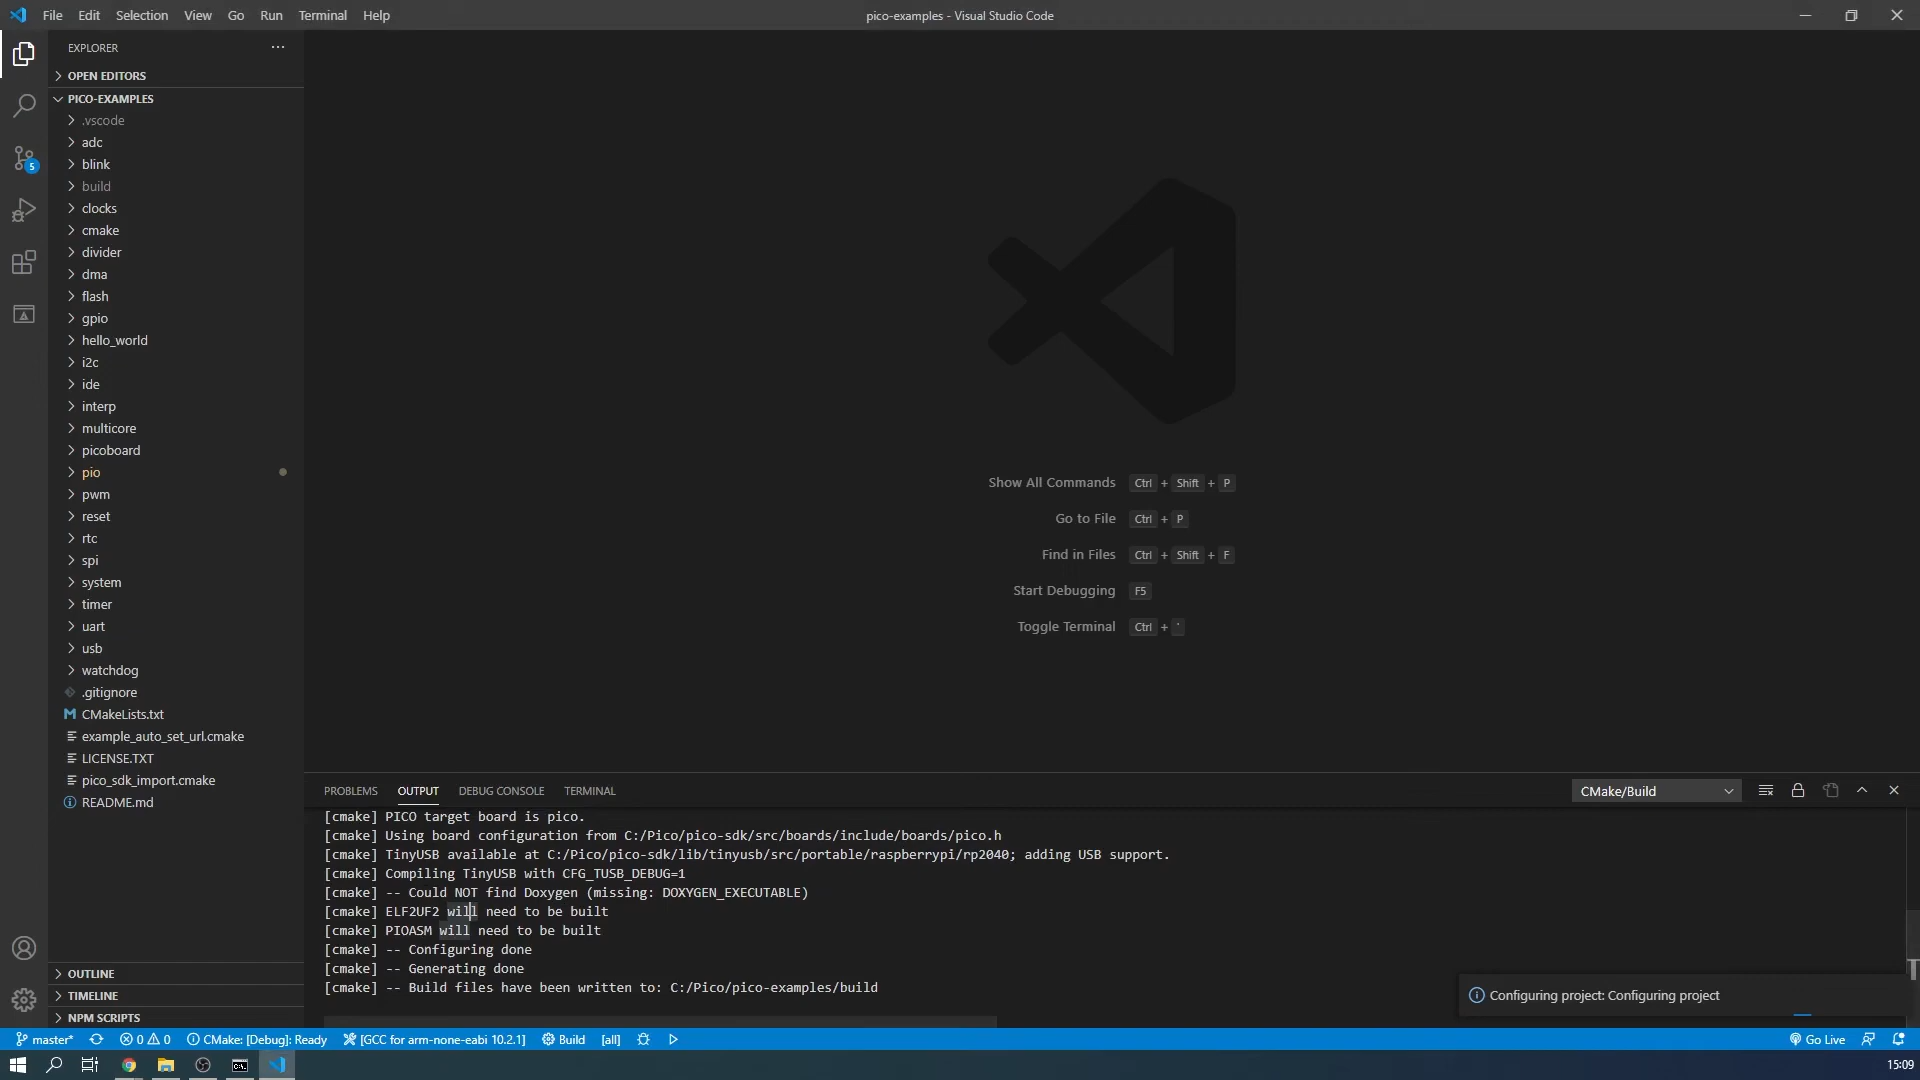 File Edit Selection View Go Run Terminal Help
pico-examples - Visual Studio Code
EXPLORER
OPEN EDITORS
PICO-EXAMPLES
.vscode
adc
blink
build
clocks
cmake
divider
dma
flash
gpio
hello_world
i2c
ide
interp
multicore
picoboard
pio
pwm
reset
rtc
spi
system
timer
uart
usb
watchdog
.gitignore
CMakeLists.txt
example_auto_set_url.cmake
LICENSE.TXT
pico_sdk_import.cmake
README.md
OUTLINE
TIMELINE
NPM SCRIPTS
5
Show All Commands Ctrl + Shift + P
Go to File Ctrl + P
Find in Files Ctrl + Shift + F
Start Debugging F5
Toggle Terminal Ctrl + `
PROBLEMS OUTPUT DEBUG CONSOLE TERMINAL
CMake/Build
[cmake] PICO target board is pico.
[cmake] Using board configuration from C:/Pico/pico-sdk/src/boards/include/boards/pico.h
[cmake] TinyUSB available at C:/Pico/pico-sdk/lib/tinyusb/src/portable/raspberrypi/rp2040; adding USB support.
[cmake] Compiling TinyUSB with CFG_TUSB_DEBUG=1
[cmake] -- Could NOT find Doxygen (missing: DOXYGEN_EXECUTABLE)
[cmake] ELF2UF2 will need to be built
[cmake] PIOASM will need to be built
[cmake] -- Configuring done
[cmake] -- Generating done
[cmake] -- Build files have been written to: C:/Pico/pico-examples/build
Configuring project: Configuring project
master* 0 0 CMake: [Debug]: Ready [GCC for arm-none-eabi 10.2.1] Build [all] Go Live
15:09